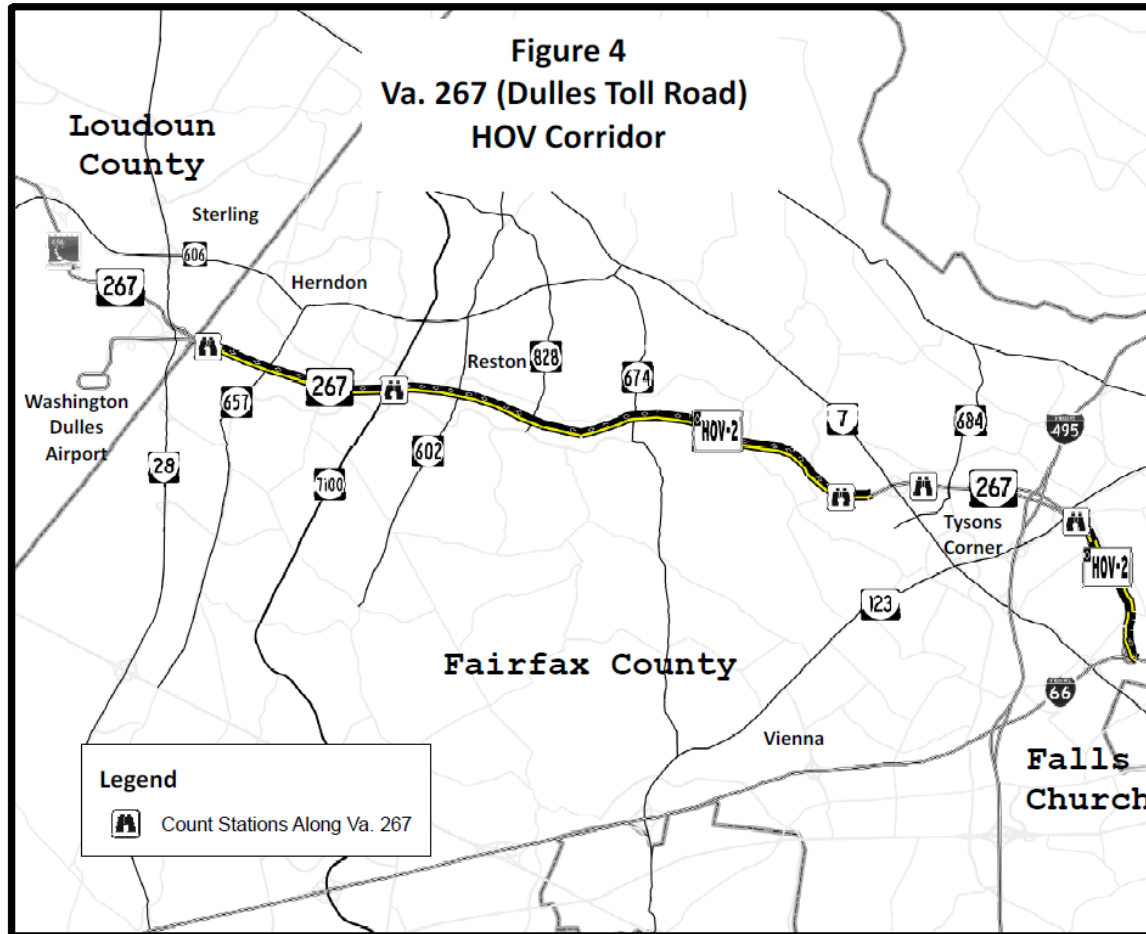 Figure 4
Va. 267 (Dulles Toll Road)
HOV Corridor
Loudoun
County
Sterling
606
267
Herndon
Reston
828
674
267
657
Washington
Dulles
Airport
28
7100
602
HOV-2
7
684
495
267
Tysons
Corner
HOV-2
123
Fairfax County
66
Vienna
Falls
Church
Legend
Count Stations Along Va. 267